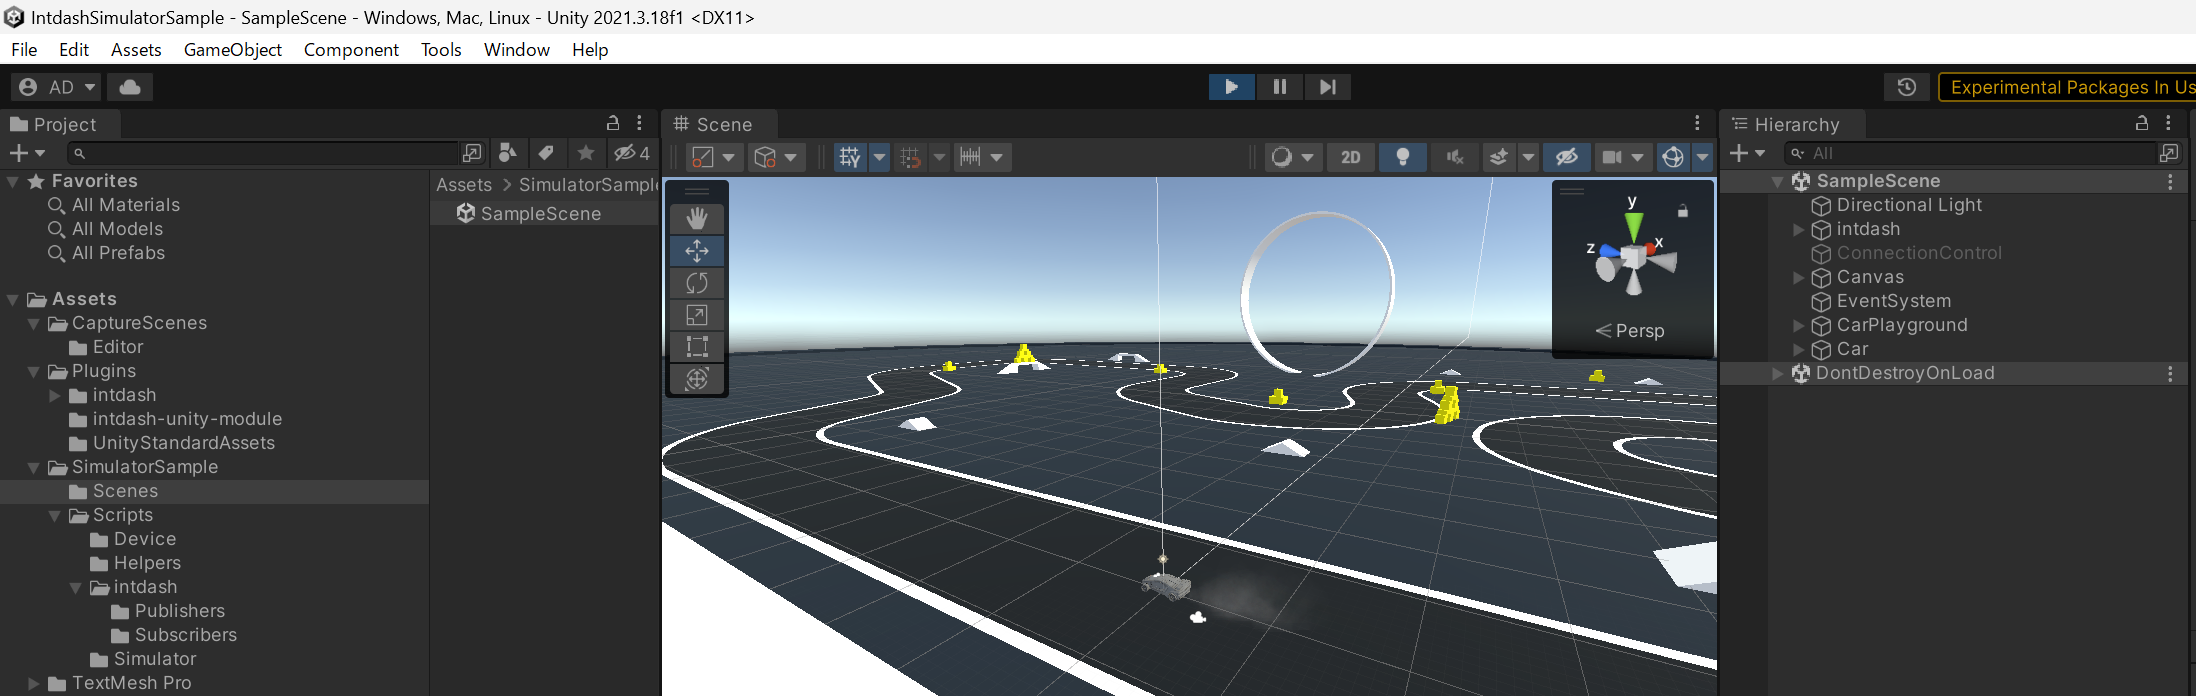 IntdashSimulatorSample - SampleScene - Windows, Mac, Linux - Unity 2021.3.18f1 <DX11>
File Edit Assets GameObject Component Tools Window Help
AD
Experimental Packages In Us
Project
4
Favorites
All Materials
All Models
All Prefabs
Assets
CaptureScenes
Editor
Plugins
intdash
intdash-unity-module
UnityStandardAssets
SimulatorSample
Scenes
Scripts
Device
Helpers
intdash
Publishers
Subscribers
Simulator
TextMesh Pro
Assets > SimulatorSampl
SampleScene
Scene
2D
y
z x
Persp
Hierarchy
All
SampleScene
Directional Light
intdash
ConnectionControl
Canvas
EventSystem
CarPlayground
Car
DontDestroyOnLoad